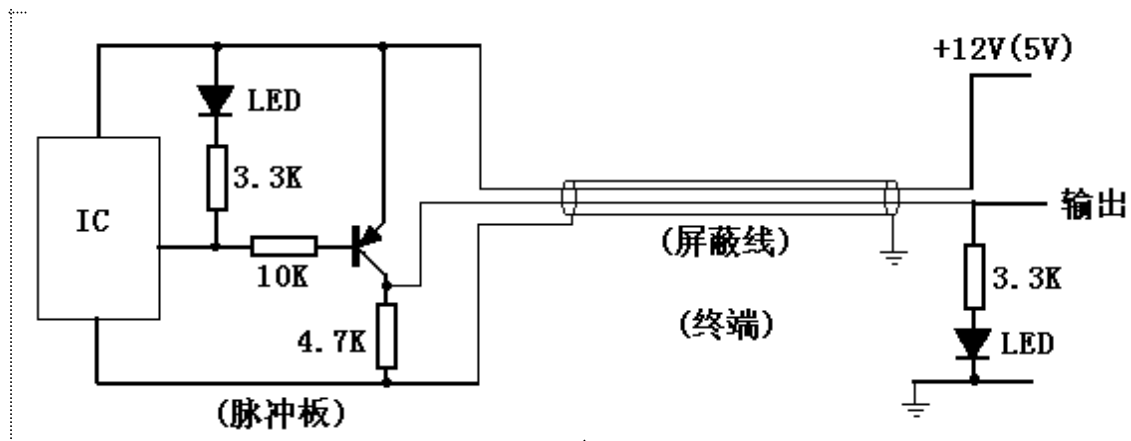 +12V(5V)
LED
3.3K
IC
输出
(屏蔽线)
10K
3.3K
(终端)
4.7K
LED
(脉冲板)